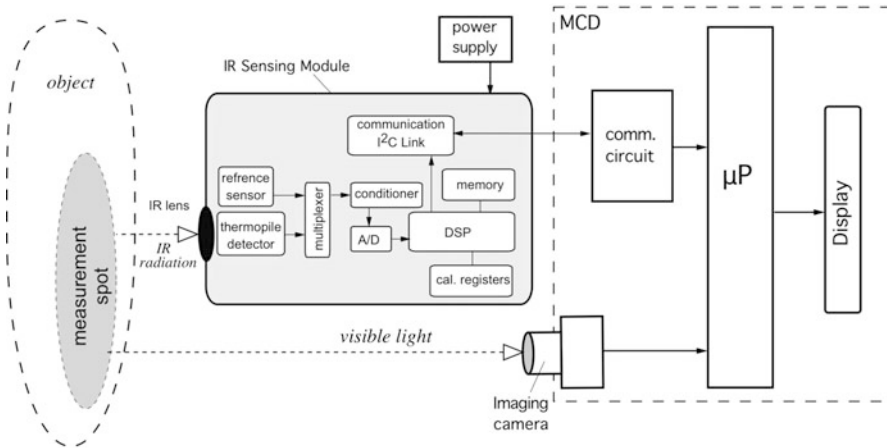 power
supply
MCD
object
IR Sensing Module
communication
I²C Link
comm.
circuit
µP
Display
refrence
sensor
conditioner
memory
IR lens
multiplexer
thermopile
detector
A/D
DSP
IR
radiation
cal. registers
measurement
spot
visible light
Imaging
camera